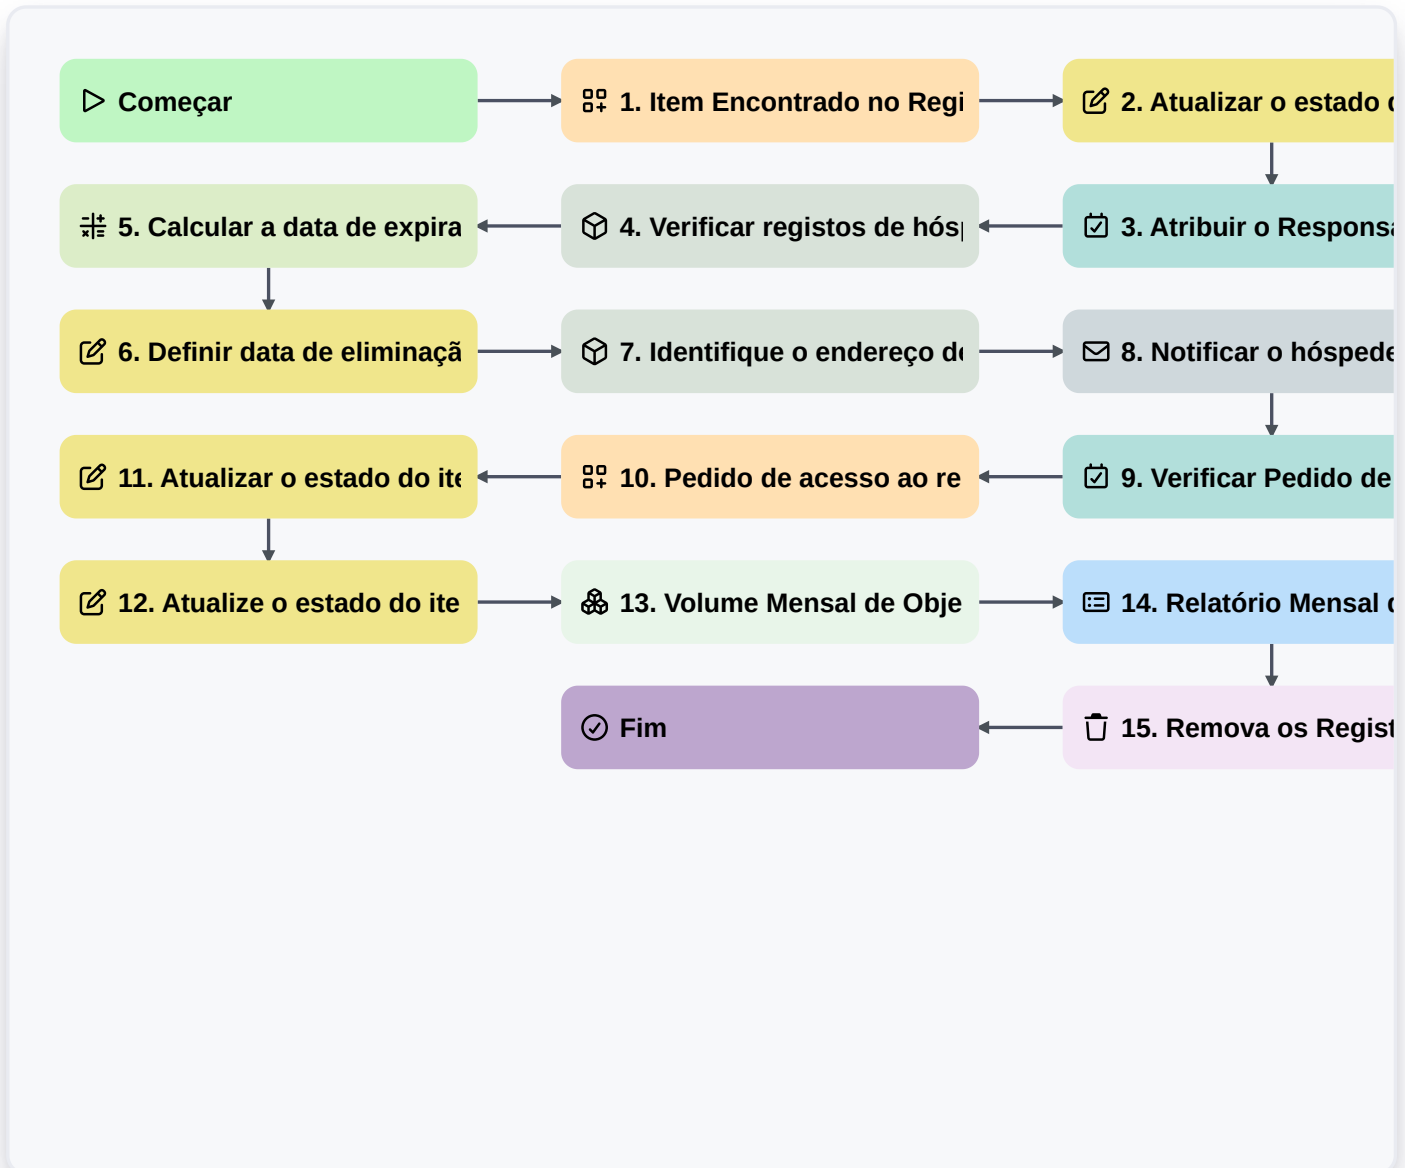 Começar
1. Item Encontrado no Regi
2. Atualizar o estado
3. Atribuir o Respons
4. Verificar registos de hós
5. Calcular a data de expira
6. Definir data de eliminaçã
7. Identifique o endereço d
8. Notificar o hóspede
9. Verificar Pedido de
10. Pedido de acesso ao re
11. Atualizar o estado do ite
12. Atualize o estado do ite
13. Volume Mensal de Obje
14. Relatório Mensal
15. Remova os Regist
Fim